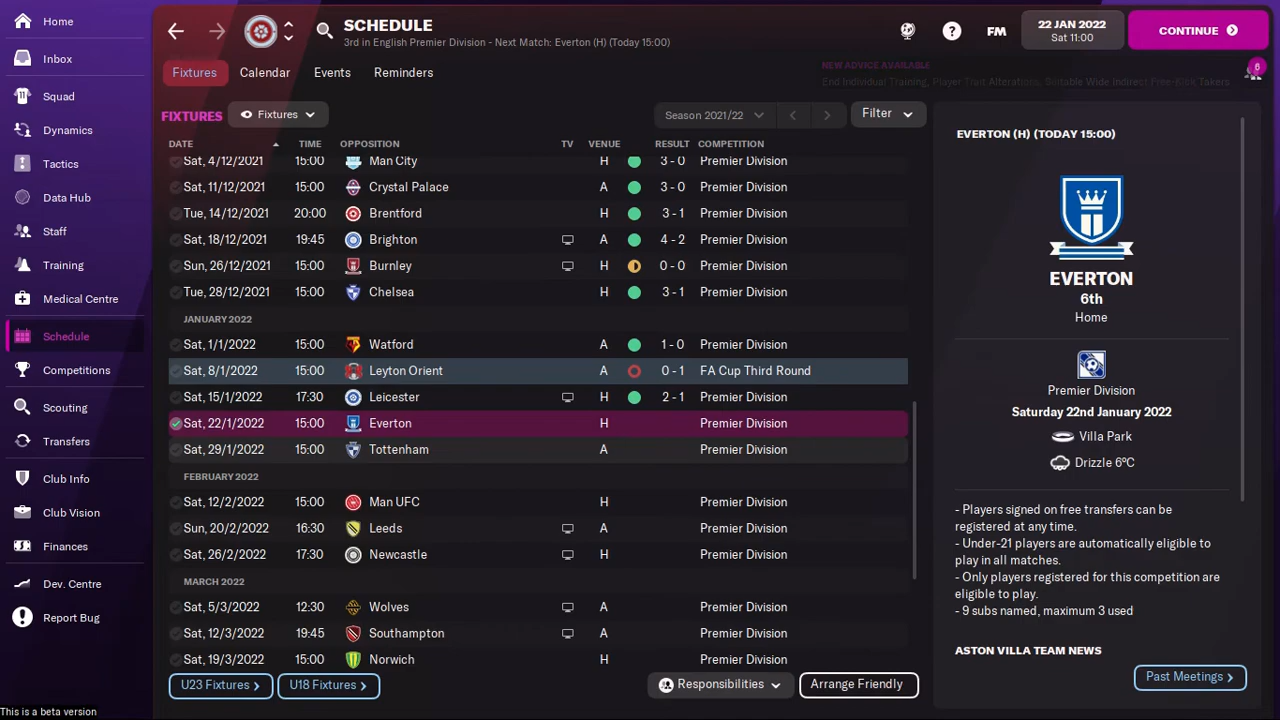 Home
Inbox
Squad
Dynamics
Tactics
Data Hub
Staff
Training
Medical Centre
Schedule
Competitions
Scouting
Transfers
Club Info
Club Vision
Finances
Dev. Centre
Report Bug
This is a beta version
SCHEDULE
3rd in English Premier Division - Next Match: Everton (H) (Today 15:00)
FM
22 JAN 2022
Sat 11:00
CONTINUE
Fixtures Calendar Events Reminders
NEW ADVICE AVAILABLE
End Individual Training, Player Trait Alterations, Suitable Wide Indirect Free-Kick Takers
6
FIXTURES Fixtures Season 2021/22 Filter
DATE TIME OPPOSITION TV VENUE RESULT COMPETITION
Sat, 4/12/2021 15:00 Man City H 3 - 0 Premier Division
Sat, 11/12/2021 15:00 Crystal Palace A 3 - 0 Premier Division
Tue, 14/12/2021 20:00 Brentford H 3 - 1 Premier Division
Sat, 18/12/2021 19:45 Brighton A 4 - 2 Premier Division
Sun, 26/12/2021 15:00 Burnley H 0 - 0 Premier Division
Tue, 28/12/2021 15:00 Chelsea H 3 - 1 Premier Division
JANUARY 2022
Sat, 1/1/2022 15:00 Watford A 1 - 0 Premier Division
Sat, 8/1/2022 15:00 Leyton Orient A 0 - 1 FA Cup Third Round
Sat, 15/1/2022 17:30 Leicester H 2 - 1 Premier Division
Sat, 22/1/2022 15:00 Everton H Premier Division
Sat, 29/1/2022 15:00 Tottenham A Premier Division
FEBRUARY 2022
Sat, 12/2/2022 15:00 Man UFC H Premier Division
Sun, 20/2/2022 16:30 Leeds A Premier Division
Sat, 26/2/2022 17:30 Newcastle H Premier Division
MARCH 2022
Sat, 5/3/2022 12:30 Wolves A Premier Division
Sat, 12/3/2022 19:45 Southampton A Premier Division
Sat, 19/3/2022 15:00 Norwich H Premier Division
U23 Fixtures U18 Fixtures Responsibilities Arrange Friendly
EVERTON (H) (TODAY 15:00)
EVERTON
6th
Home
Premier Division
Saturday 22nd January 2022
Villa Park
Drizzle 6ºC
- Players signed on free transfers can be
registered at any time.
- Under-21 players are automatically eligible to
play in all matches.
- Only players registered for this competition are
eligible to play.
- 9 subs named, maximum 3 used
ASTON VILLA TEAM NEWS
Past Meetings